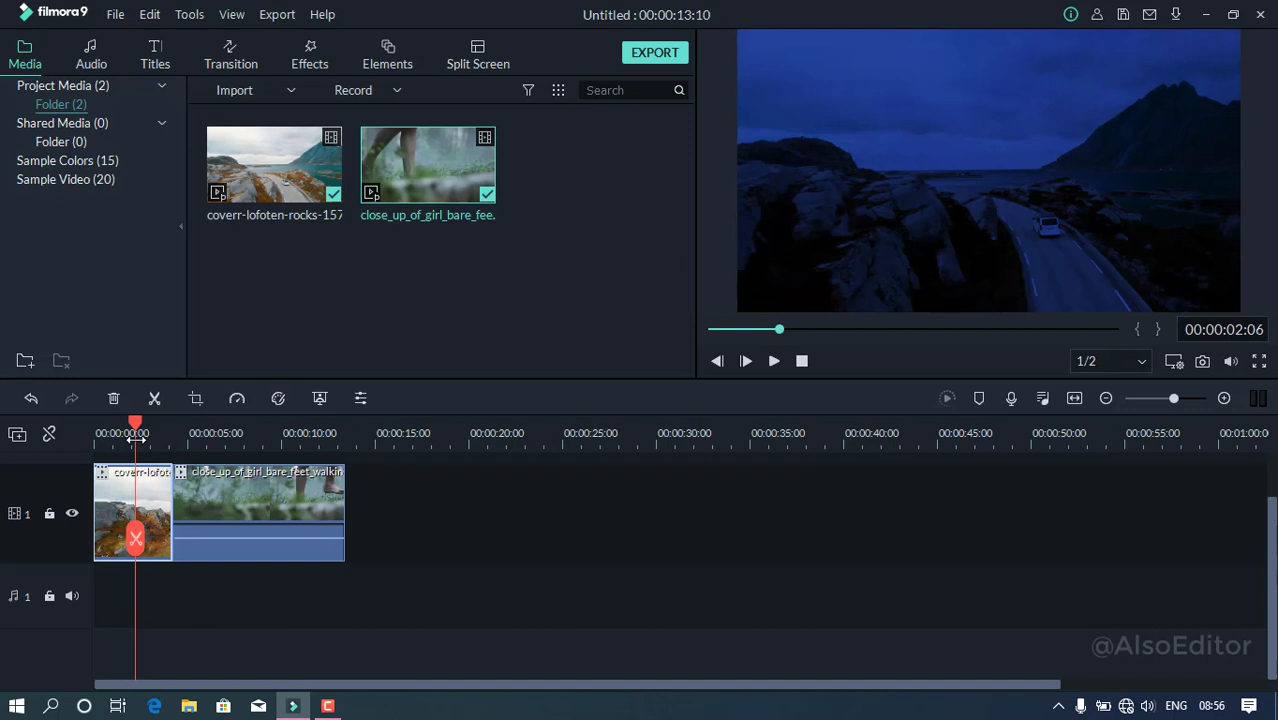 filmora9
File Edit Tools View Export Help
Untitled : 00:00:13:10
Media Audio Titles Transition Effects Elements Split Screen
EXPORT
Project Media (2)
Folder (2)
Shared Media (0)
Folder (0)
Sample Colors (15)
Sample Video (20)
Import Record Search
coverr-lofoten-rocks-157
close_up_of_girl_bare_fee.
00:00:02:06
1/2
00:00:00:00 00:00:05:00 00:00:10:00 00:00:15:00 00:00:20:00 00:00:25:00 00:00:30:00 00:00:35:00 00:00:40:00 00:00:45:00 00:00:50:00 00:00:55:00 00:01:00:0
coverr-lofot
close_up_of_girl_bare_feet_walkin
1
1
@AlsoEditor
ENG 08:56